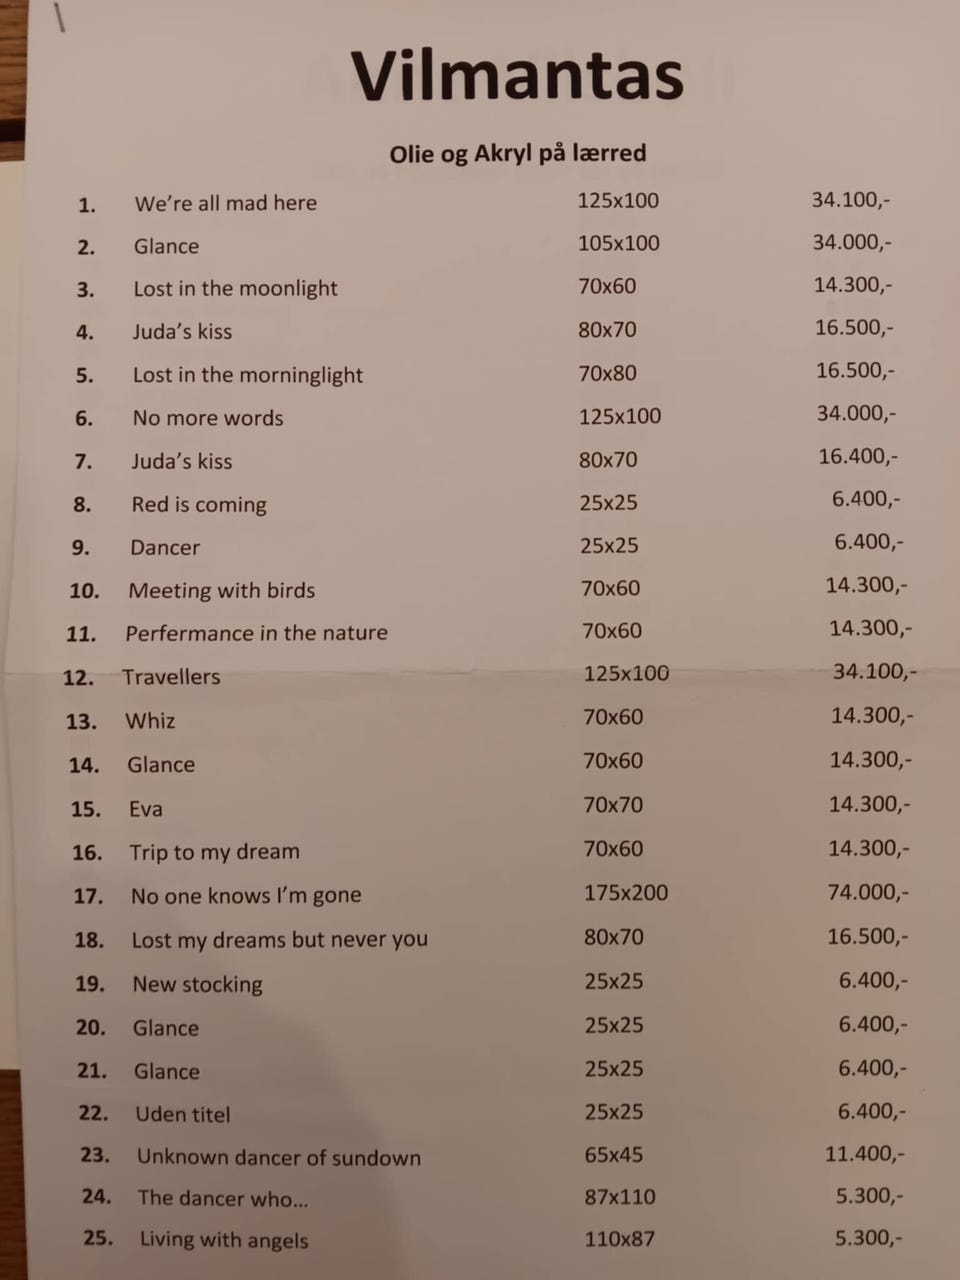 Vilmantas
Olie og Akryl på lærred
1. We’re all mad here 125x100 34.100,-
2. Glance 105x100 34.000,-
3. Lost in the moonlight 70x60 14.300,-
4. Juda’s kiss 80x70 16.500,-
5. Lost in the morninglight 70x80 16.500,-
6. No more words 125x100 34.000,-
7. Juda’s kiss 80x70 16.400,-
8. Red is coming 25x25 6.400,-
9. Dancer 25x25 6.400,-
10. Meeting with birds 70x60 14.300,-
11. Perfermance in the nature 70x60 14.300,-
12. Travellers 125x100 34.100,-
13. Whiz 70x60 14.300,-
14. Glance 70x60 14.300,-
15. Eva 70x70 14.300,-
16. Trip to my dream 70x60 14.300,-
17. No one knows I’m gone 175x200 74.000,-
18. Lost my dreams but never you 80x70 16.500,-
19. New stocking 25x25 6.400,-
20. Glance 25x25 6.400,-
21. Glance 25x25 6.400,-
22. Uden titel 25x25 6.400,-
23. Unknown dancer of sundown 65x45 11.400,-
24. The dancer who... 87x110 5.300,-
25. Living with angels 110x87 5.300,-